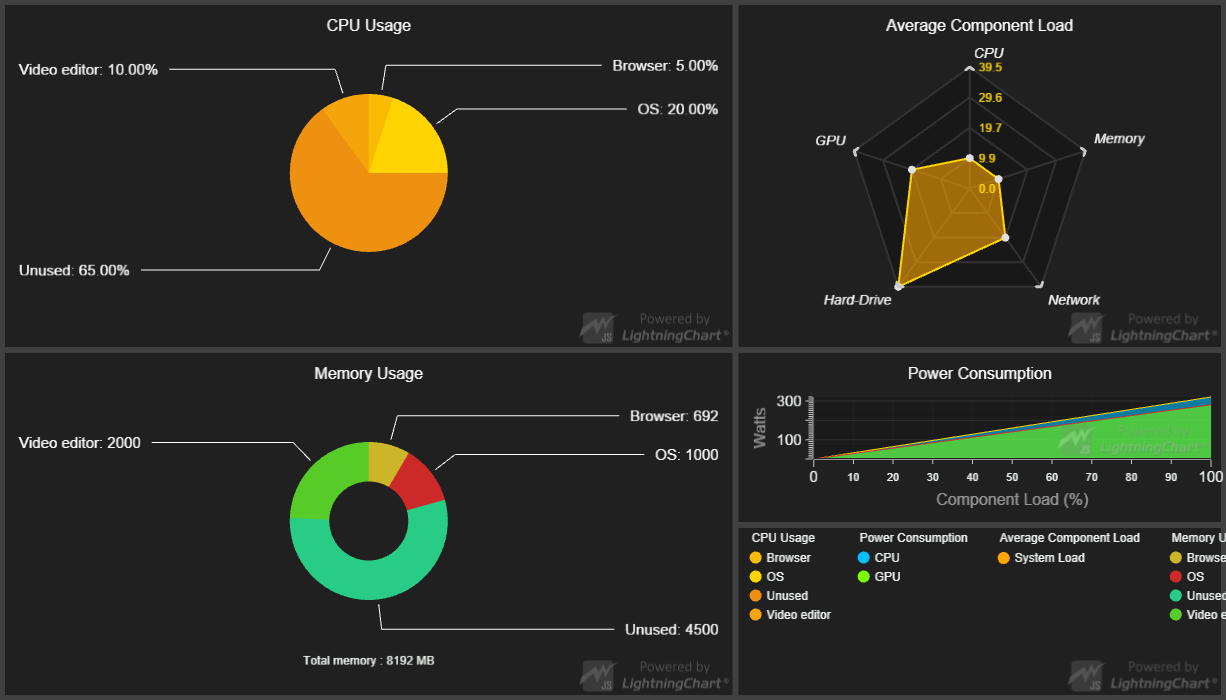 CPU Usage
Video editor: 10.00%
Browser: 5.00%
OS: 20.00%
Unused: 65.00%
Powered by
JS LightningChart®
Average Component Load
CPU
39.5
29.6
19.7
9.9
0.0
GPU
Memory
Hard-Drive
Network
Powered by
JS LightningChart®
Memory Usage
Browser: 692
Video editor: 2000
OS: 1000
Unused: 4500
Total memory : 8192 MB
Powered by
JS LightningChart®
Power Consumption
Watts
300
100
Powered by
JS LightningChart
0 10 20 30 40 50 60 70 80 90 100
Component Load (%)
CPU Usage
Browser
OS
Unused
Video editor
Power Consumption
CPU
GPU
Average Component Load
System Load
Memory U
Browse
OS
Unused
Video e
Powered by
JS LightningChart®